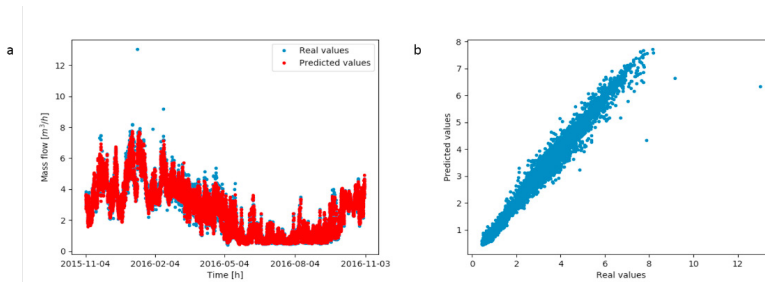 a
Real values
Predicted values
12
10
8
6
4
2
0
Mass flow [m³/h]
2015-11-04 2016-02-04 2016-05-04 2016-08-04 2016-11-03
Time [h]
b
8
7
6
5
4
3
2
1
Predicted values
0 2 4 6 8 10 12
Real values